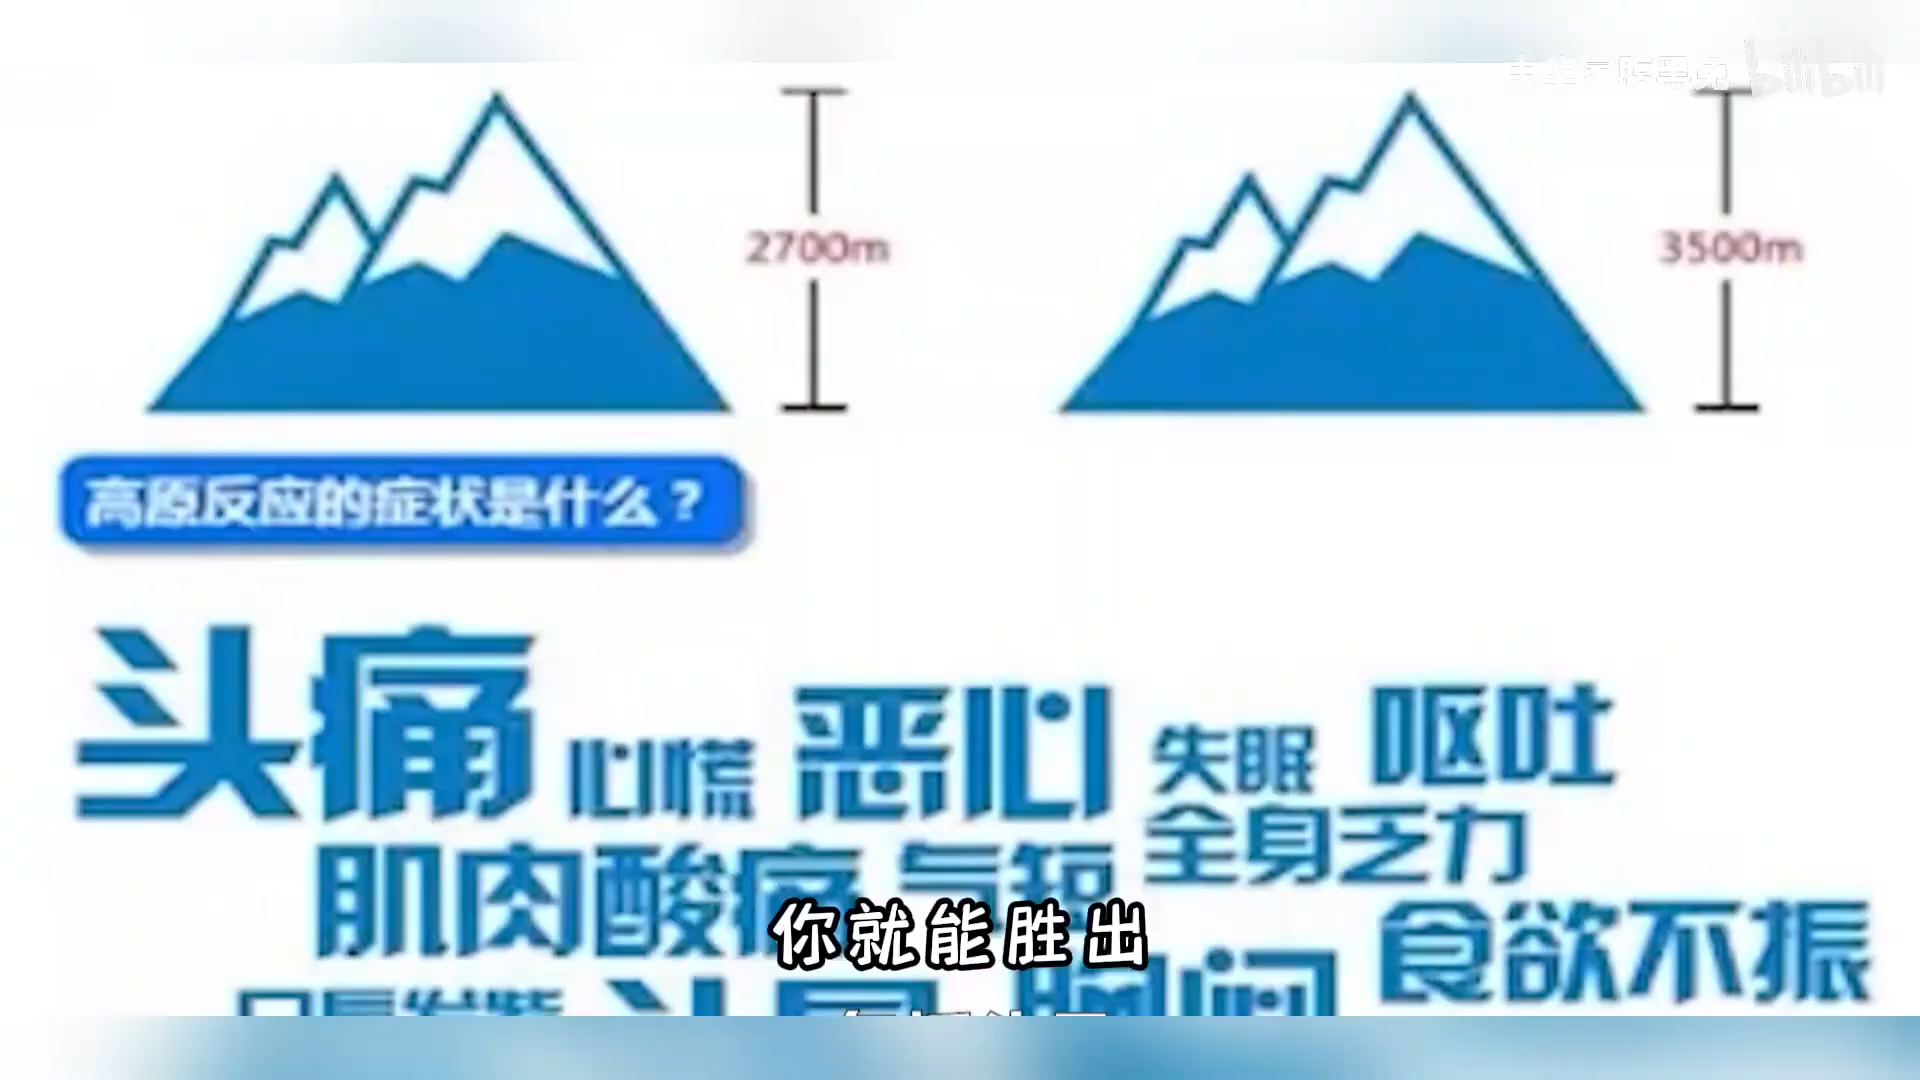 bilibili
2700m
3500m
高原反应的症状是什么？
头痛 心慌 恶心 失眠 呕吐
全身乏力
肌肉酸痛 气短
食欲不振
你就能胜出